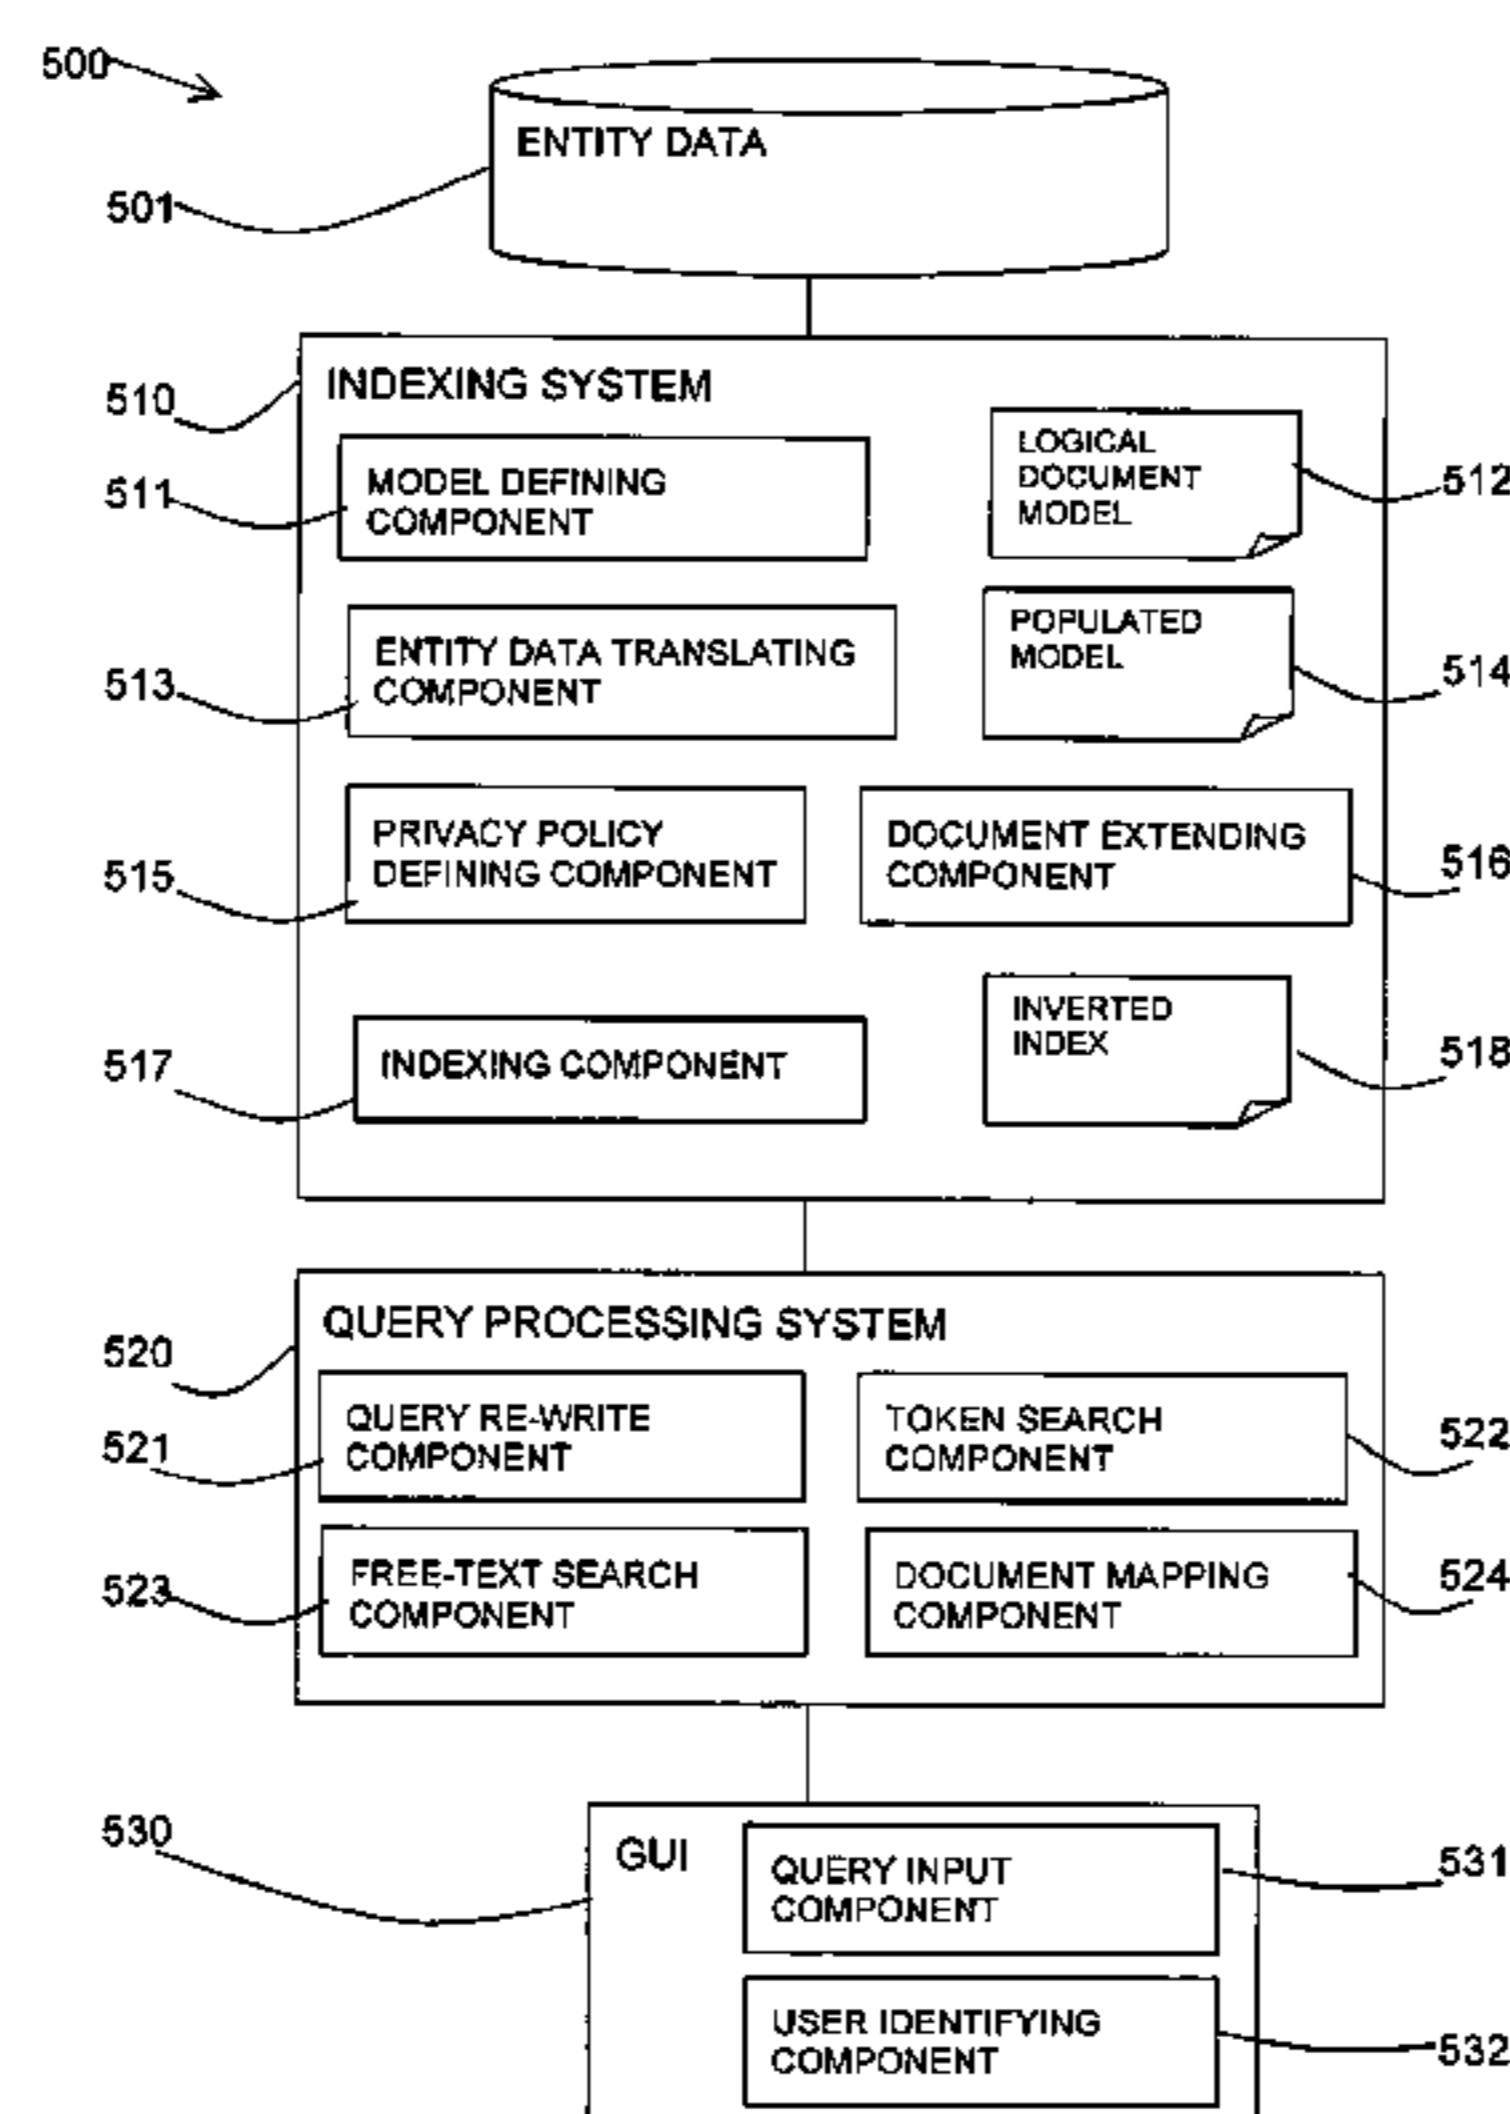 500
ENTITY DATA
501
INDEXING SYSTEM
510
MODEL DEFINING
COMPONENT
511
LOGICAL
DOCUMENT
MODEL
512
ENTITY DATA TRANSLATING
COMPONENT
513
POPULATED
MODEL
514
PRIVACY POLICY
DEFINING COMPONENT
515
DOCUMENT EXTENDING
COMPONENT
516
INDEXING COMPONENT
517
INVERTED
INDEX
518
QUERY PROCESSING SYSTEM
520
QUERY RE-WRITE
COMPONENT
521
TOKEN SEARCH
COMPONENT
522
FREE-TEXT SEARCH
COMPONENT
523
DOCUMENT MAPPING
COMPONENT
524
530
GUI
QUERY INPUT
COMPONENT
531
USER IDENTIFYING
COMPONENT
532